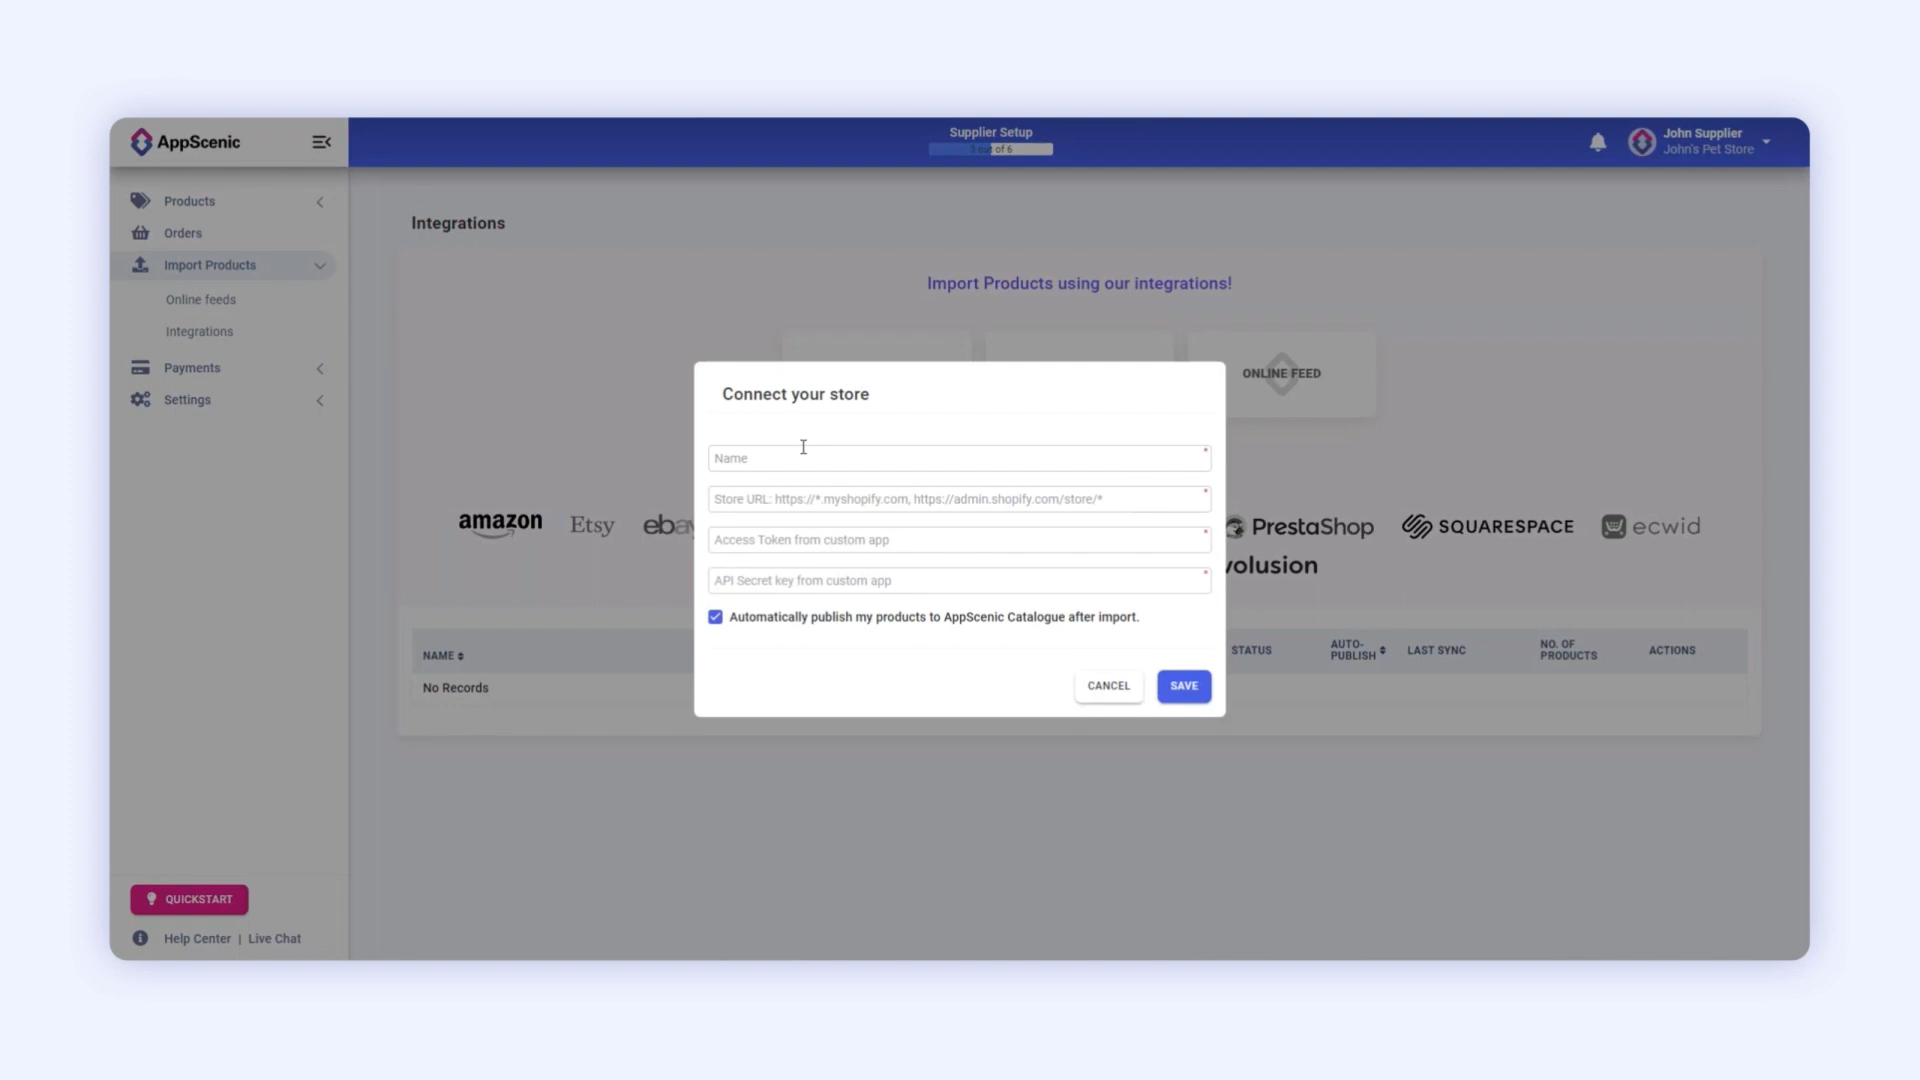 AppScenic
Supplier Setup
3 out of 6
John Supplier
John's Pet Store
Products
Orders
Import Products
Online feeds
Integrations
Payments
Settings
Integrations
Import Products using our integrations!
ONLINE FEED
Connect your store
Name
Store URL: https://*.myshopify.com, https://admin.shopify.com/store/*
Access Token from custom app
API Secret key from custom app
Automatically publish my products to AppScenic Catalogue after import.
CANCEL
SAVE
amazon
Etsy
ebay
PrestaShop
SQUARESPACE
ecwid
volusion
NAME
STATUS
AUTO-
PUBLISH
LAST SYNC
NO. OF
PRODUCTS
ACTIONS
No Records
QUICKSTART
Help Center | Live Chat